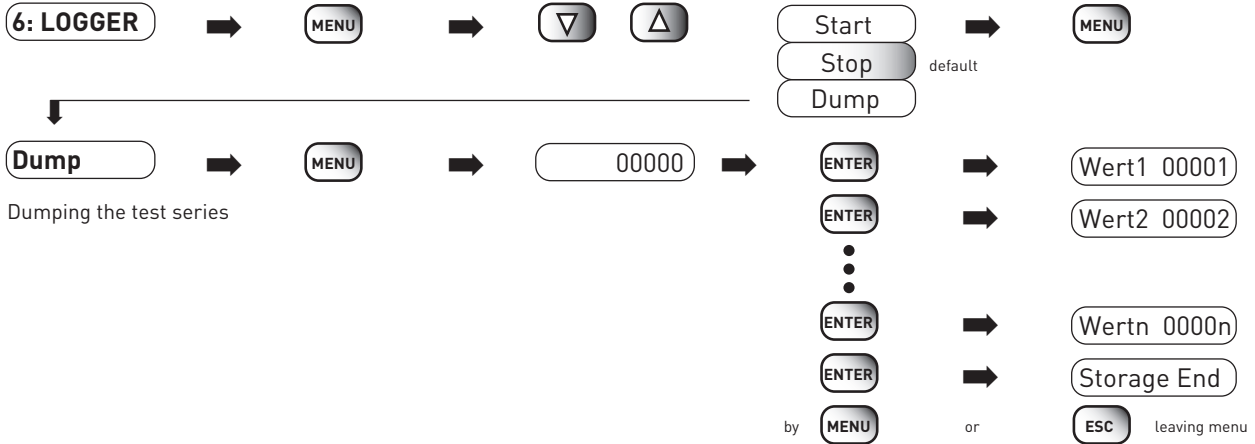 6: LOGGER MENU Start MENU
Stop default
Dump
Dump MENU 00000 ENTER Wert1 00001
Dumping the test series ENTER Wert2 00002
ENTER Wertn 0000n
ENTER Storage End
by MENU or ESC leaving menu